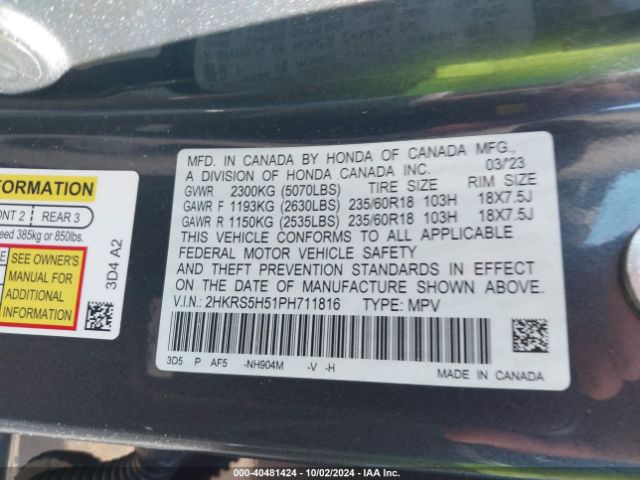 MFD. IN CANADA BY HONDA OF CANADA MFG.,
A DIVISION OF HONDA CANADA INC. 03/23
GVWR 2300KG (5070LBS) TIRE SIZE RIM SIZE
GAWR F 1193KG (2630LBS) 235/60R18 103H 18X7.5J
GAWR R 1150KG (2535LBS) 235/60R18 103H 18X7.5J
THIS VEHICLE CONFORMS TO ALL APPLICABLE
FEDERAL MOTOR VEHICLE SAFETY
AND THEFT PREVENTION STANDARDS IN EFFECT
ON THE DATE OF MANUFACTURE SHOWN ABOVE.
V.I.N.: 2HKRS5H51PH711816 TYPE: MPV
3D5 P AF5 -NH904M -V -H
MADE IN CANADA
FORMATION
NT 2 REAR 3
eed 385kg or 850lbs.
SEE OWNER'S
MANUAL FOR
ADDITIONAL
INFORMATION
3D4 A2
000-40481424 - 10/02/2024 - IAA Inc.